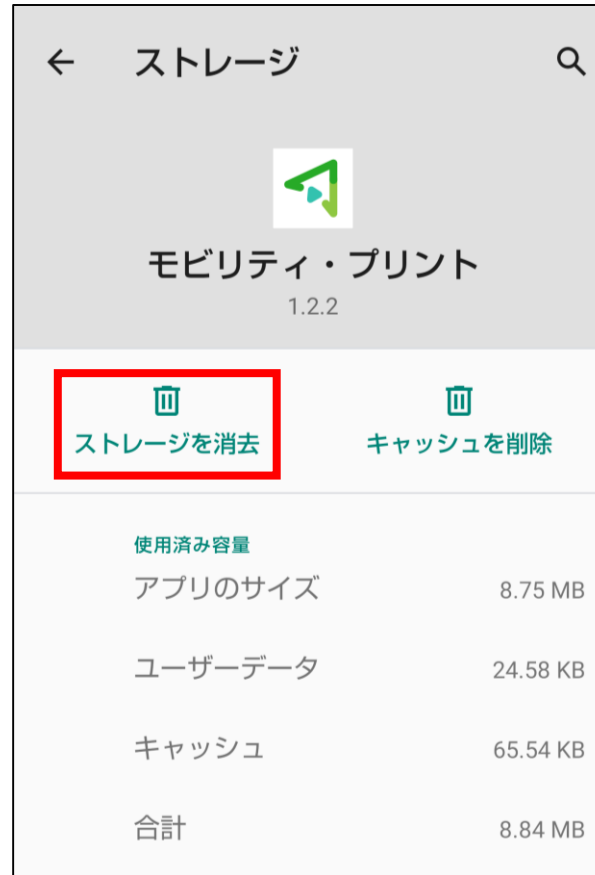 ストレージ
モビリティ・プリント
1.2.2
ストレージを消去 キャッシュを削除
使用済み容量
アプリのサイズ 8.75 MB
ユーザーデータ 24.58 KB
キャッシュ 65.54 KB
合計 8.84 MB